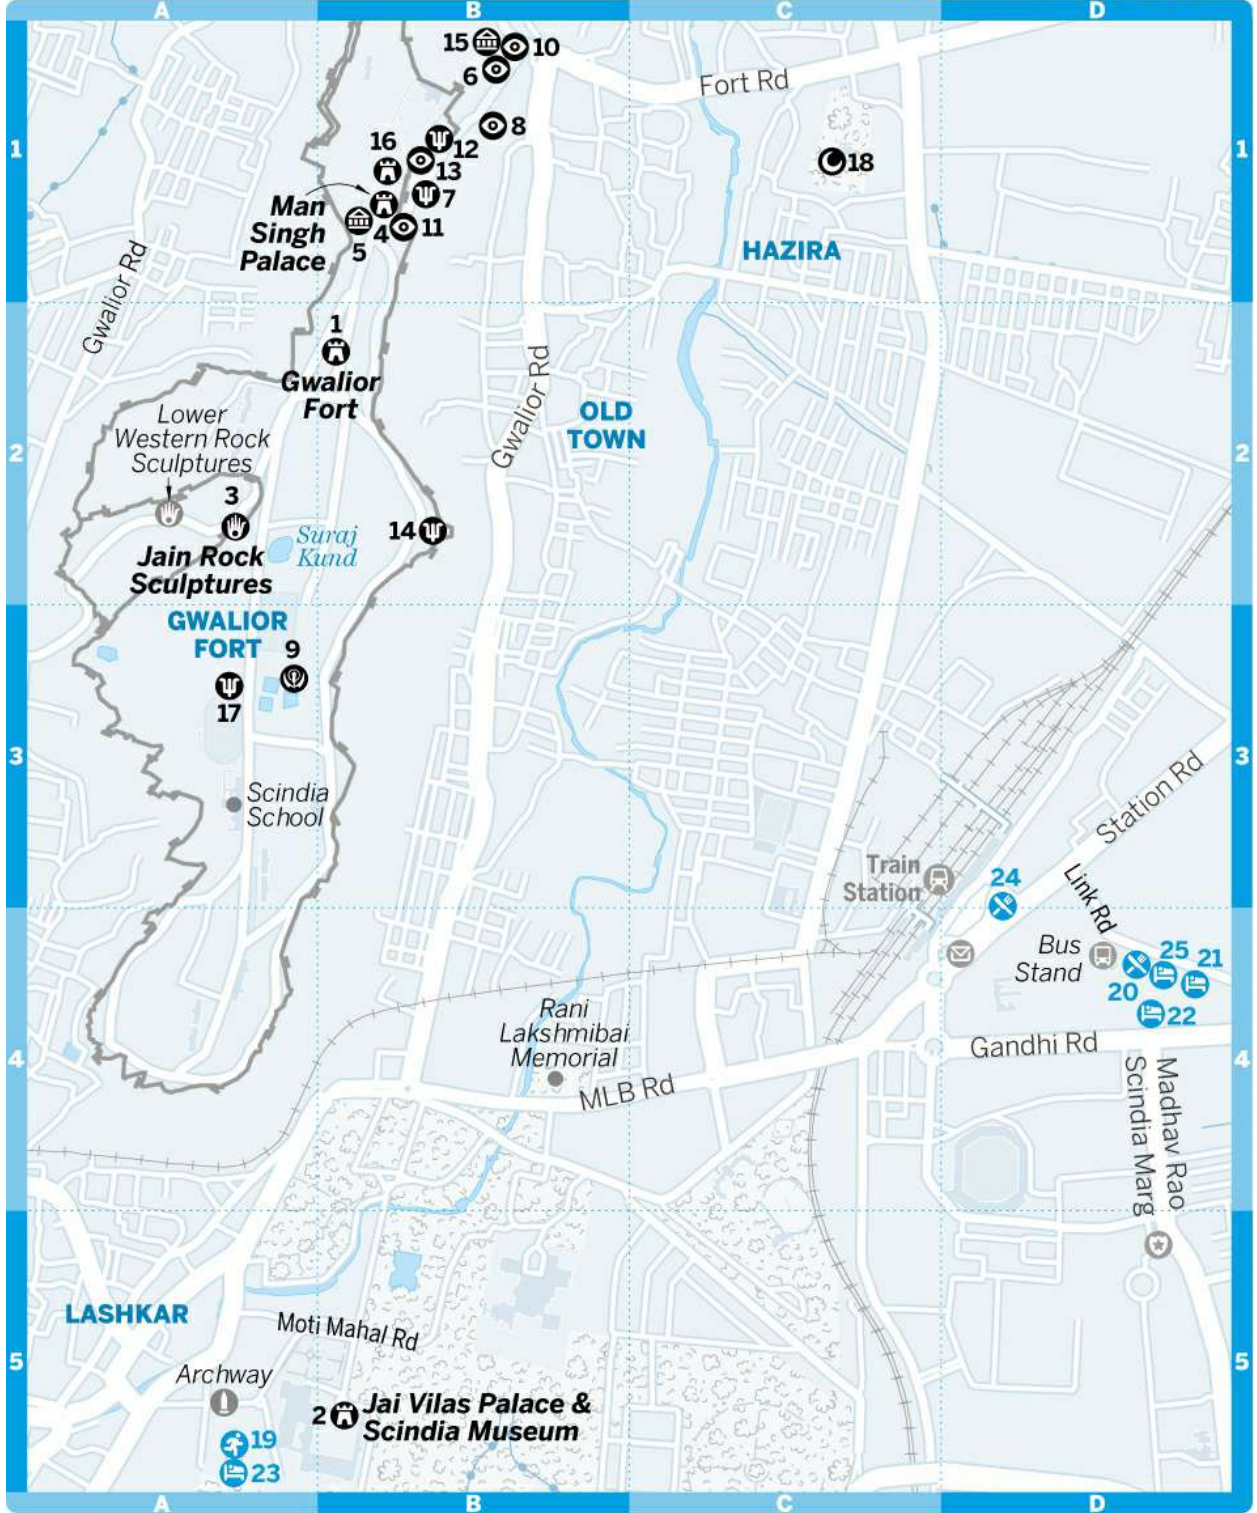 A
B
C
D
15
10
6
Fort Rd
8
1
16
12
13
18
1
7
Man
Singh
Palace
4
11
5
HAZIRA
Gwalior Rd
1
Gwalior
Fort
Gwalior Rd
OLD
TOWN
Lower
Western Rock
Sculptures
2
2
3
14
Suraj
Kund
Jain Rock
Sculptures
GWALIOR
FORT
9
17
3
3
Scindia
School
Station Rd
Train
Station
24
Link Rd
Bus
Stand
25
21
20
22
Rani
Lakshmibai
Memorial
Gandhi Rd
4
4
MLB Rd
Madhav Rao
Scindia Marg
LASHKAR
Moti Mahal Rd
5
5
Archway
2
Jai Vilas Palace &
Scindia Museum
19
23
A
B
C
D